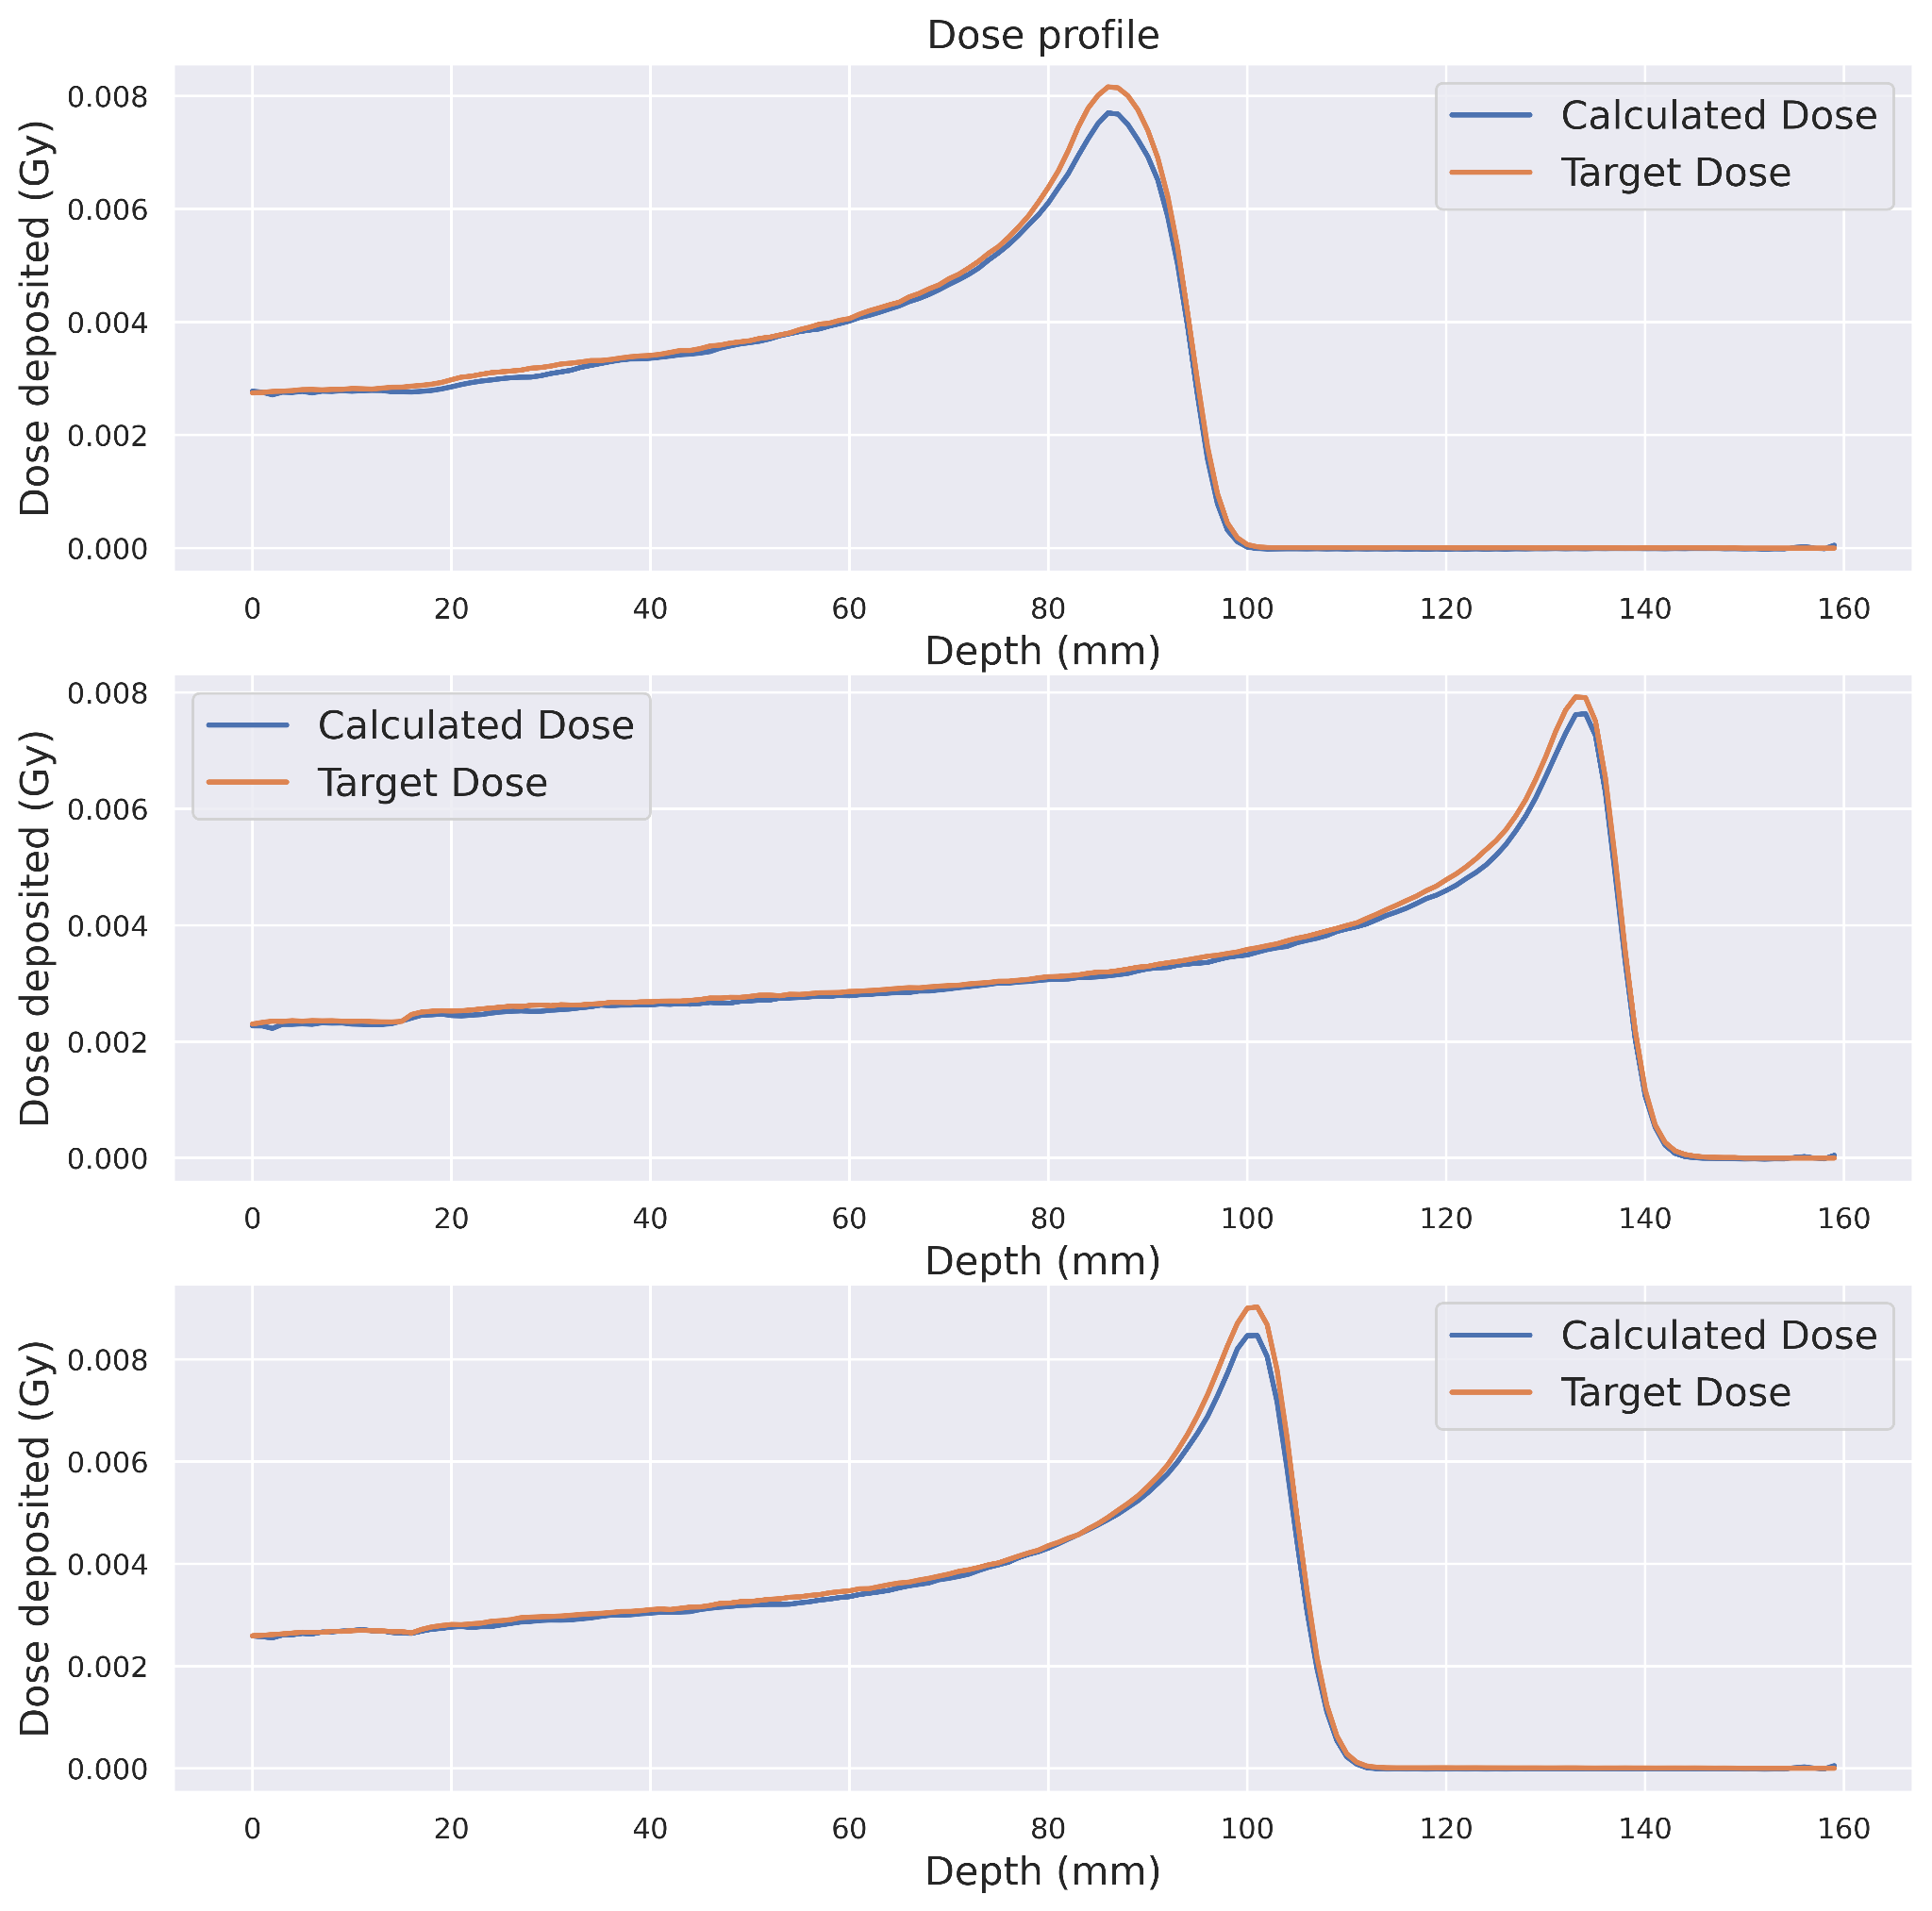 Dose profile
Dose deposited (Gy)
0.008
0.006
0.004
0.002
0.000
Calculated Dose
Target Dose
0 20 40 60 80 100 120 140 160
Depth (mm)
Dose deposited (Gy)
0.008
0.006
0.004
0.002
0.000
Calculated Dose
Target Dose
0 20 40 60 80 100 120 140 160
Depth (mm)
Dose deposited (Gy)
0.008
0.006
0.004
0.002
0.000
Calculated Dose
Target Dose
0 20 40 60 80 100 120 140 160
Depth (mm)